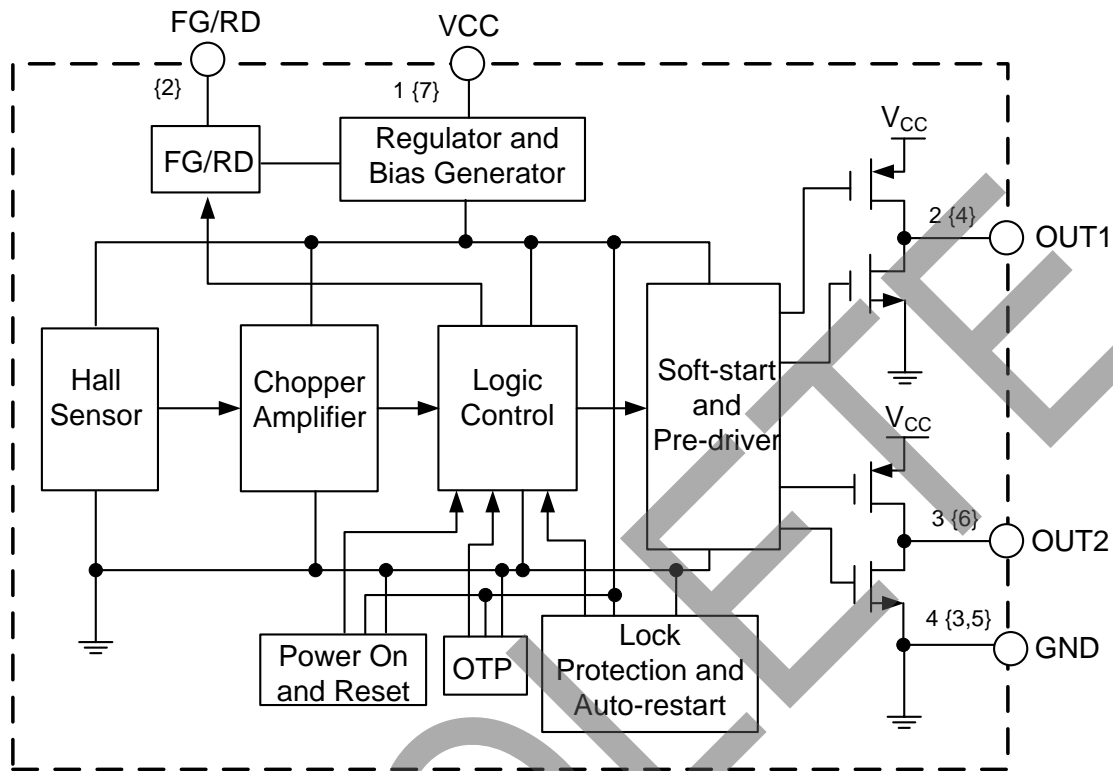 FG/RD
VCC
{2}
1 {7}
FG/RD
Regulator and
Bias Generator
VCC
2 {4}
OUT1
Hall
Sensor
Chopper
Amplifier
Logic
Control
Soft-start
and
Pre-driver
VCC
3 {6}
OUT2
4 {3,5}
GND
Power On
and Reset
OTP
Lock
Protection and
Auto-restart